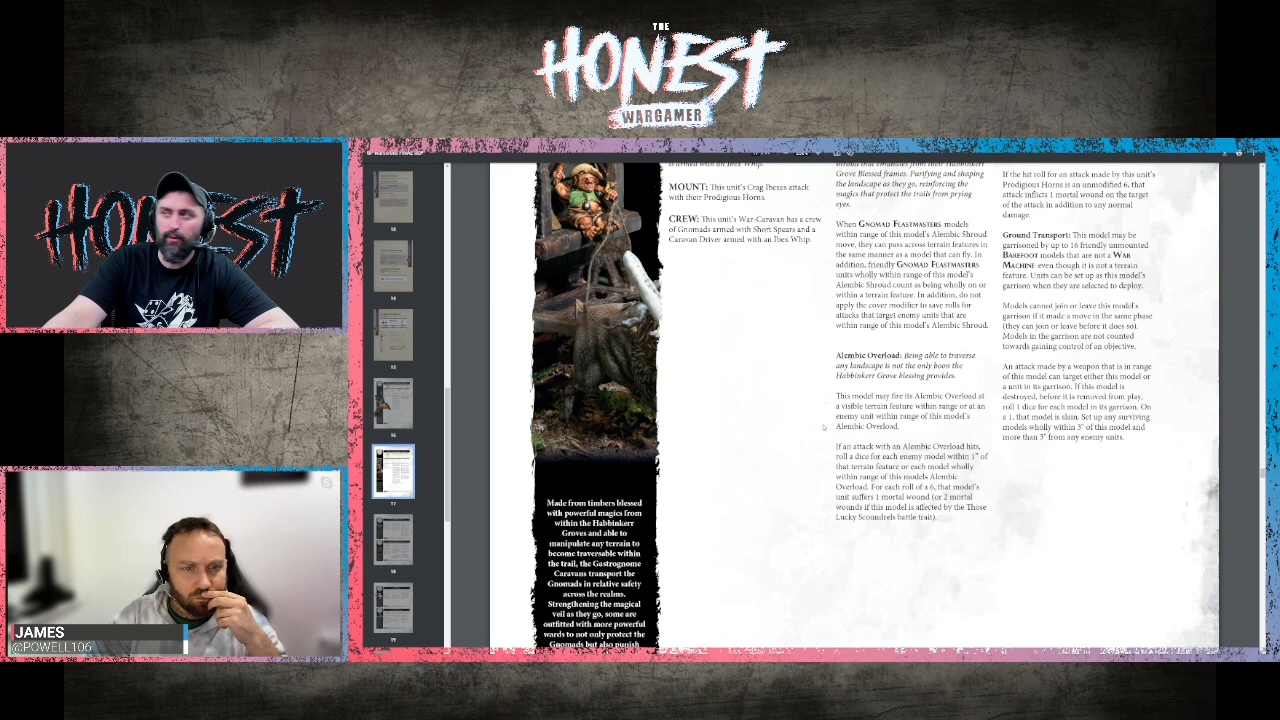 THE
HONEST
WARGAMER
JAMES
@POWELL106
14
15
16
17
18
19
is armed with an Ibex Whip.
MOUNT: This unit's Crag Ibexes attack
with their Prodigious Horns.
CREW: This unit's War-Caravan has a crew
of Gnomads armed with Short Spears and a
Caravan Driver armed with an Ibex Whip.
Made from timbers blessed
with powerful magics from
within the Habbinkerr
Groves and able to
manipulate any terrain to
become traversable within
the trail, the Gastrognome
Caravans transport the
Gnomads in relative safety
across the realms.
Strengthening the magical
veil as they go, some are
outfitted with more powerful
wards to not only protect the
Gnomads but also punish
shroud that emanates from their Habbinkerr
Grove Blessed frames. Purifying and shaping
the landscape as they go, reinforcing the
magks that protect the trails from prying
eyes.
When GNOMAD FEASTMASTERS models
within range of this model's Alembic Shroud
move, they can pass across terrain features in
the same manner as a model that can fly. In
addition, friendly GNOMAD FEASTMASTERS
units wholly within range of this model's
Alembic Shroud count as being wholly on or
within a terrain feature. In addition, do not
apply the cover modifier to save rolls for
attacks that target enemy units that are
within range of this model's Alembic Shroud.
Alembic Overload: Being able to traverse
any landscape is not the only boon the
Habbinkerr Grove blessing provides.
This model may fire its Alembic Overload at
a visible terrain feature within range or at an
enemy unit within range of this model's
Alembic Overload.
If an attack with an Alembic Overload hits,
roll a dice for each enemy model within 1" of
that terrain feature or each model wholly
within range of this models Alembic
Overload. For each roll of a 6, that model's
unit suffers 1 mortal wound (or 2 mortal
wounds if this model is affected by the Those
Lucky Scoundrels battle trait).
If the hit roll for an attack made by this unit's
Prodigious Horns is an unmodified 6, that
attack inflicts 1 mortal wound on the target
of the attack in addition to any normal
damage.
Ground Transport: This model may be
garrisoned by up to 16 friendly unmounted
BAREFOOT models that are not a WAR
MACHINE even though it is not a terrain
feature. Units can be set up as this model's
garrison when they are selected to deploy.
Models cannot join or leave this model's
garrison if it made a move in the same phase
(they can join or leave before it does so).
Models in the garrison are not counted
towards gaining control of an objective.
An attack made by a weapon that is in range
of this model can target either this model or
a unit in its garrison. If this model is
destroyed, before it is removed from play,
roll 1 dice for each model in its garrison. On
a 1, that model is slain. Set up any surviving
models wholly within 3" of this model and
more than 3" from any enemy units.